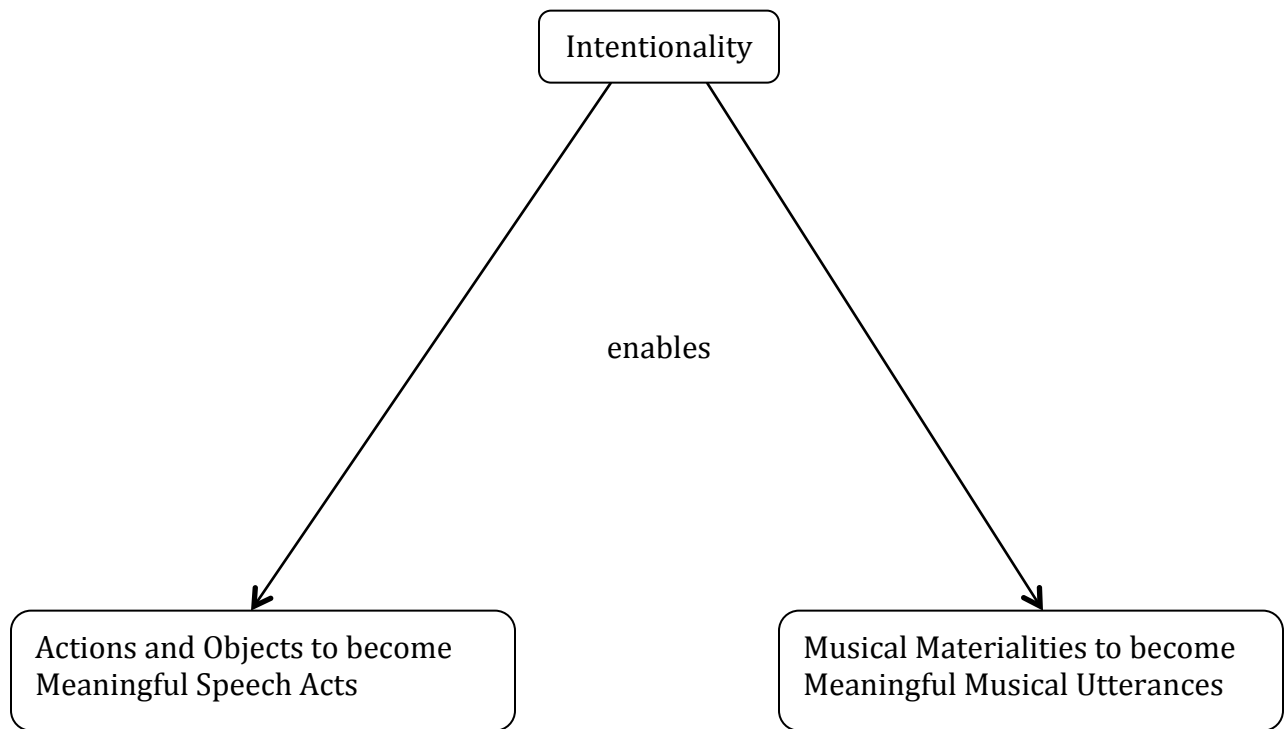 Intentionality
enables
Actions and Objects to become
Meaningful Speech Acts
Musical Materialities to become
Meaningful Musical Utterances